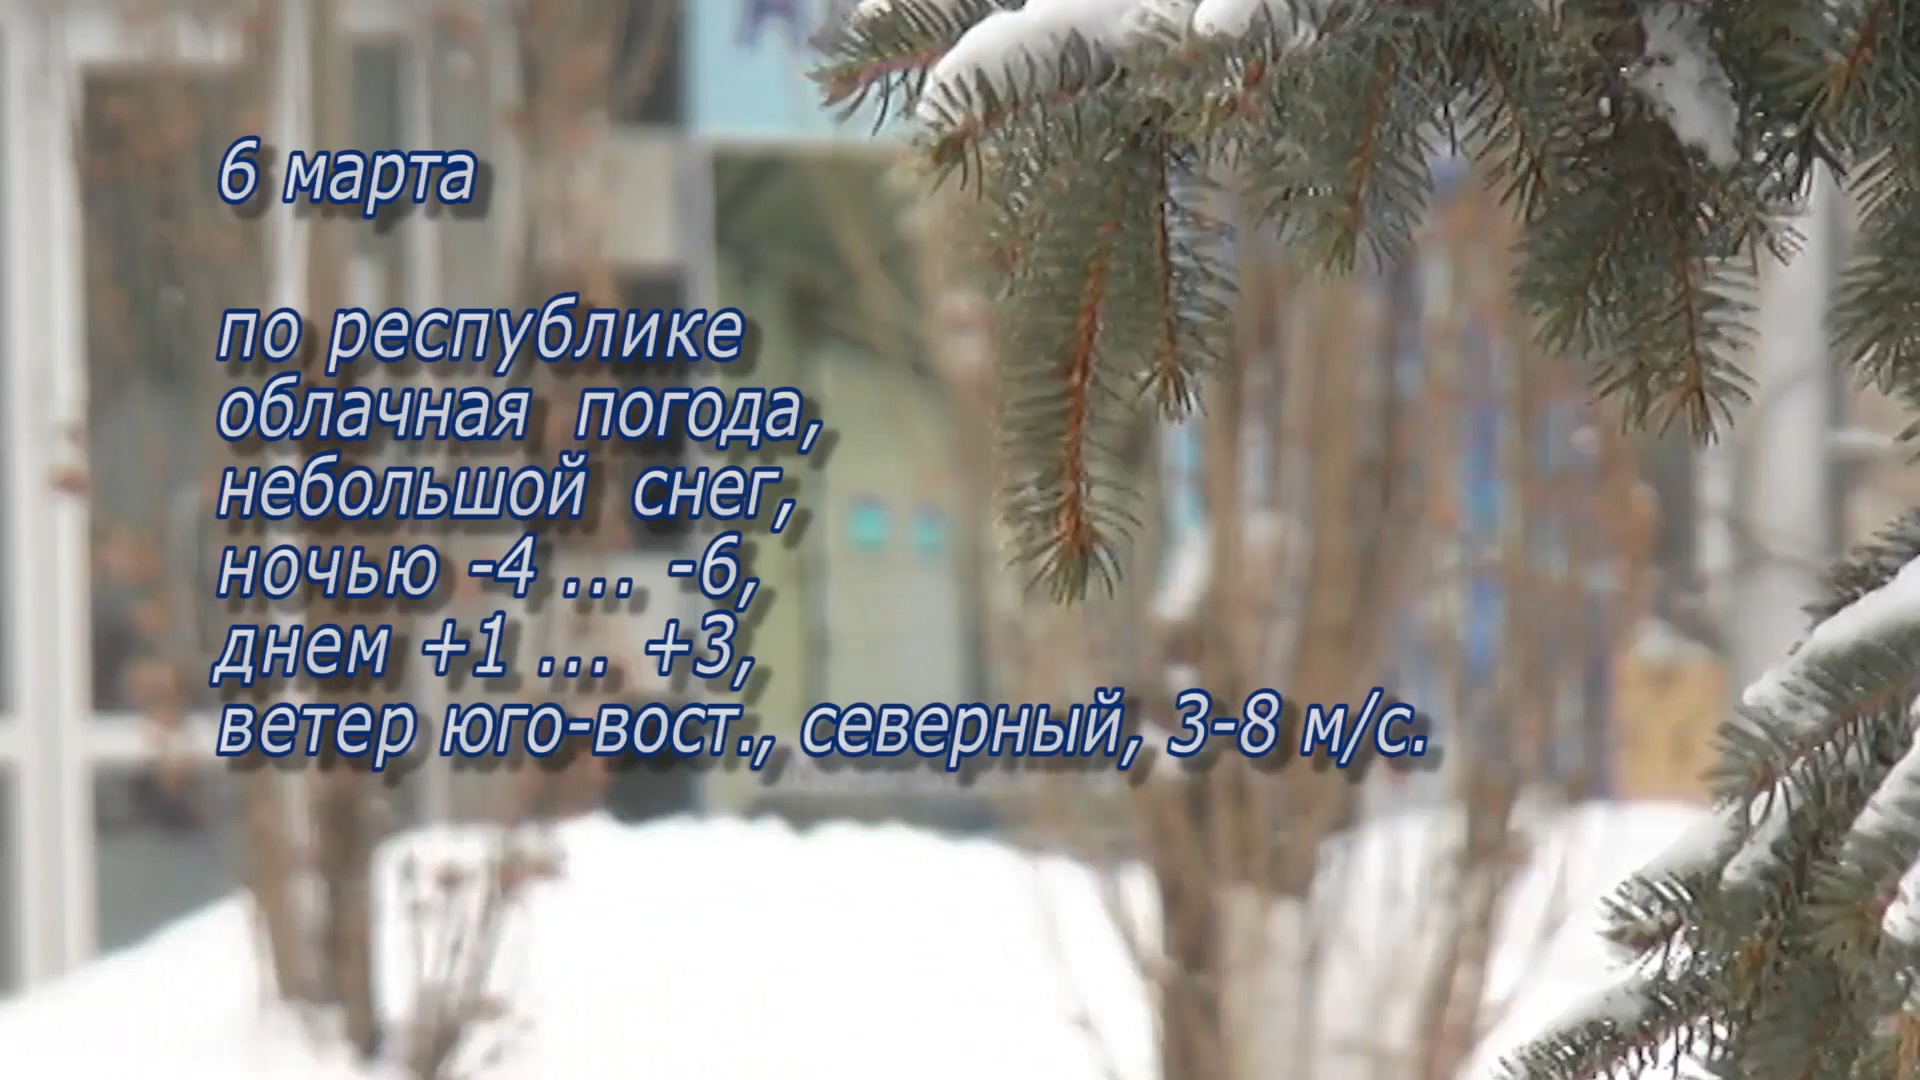 6 марта
по республике
облачная погода,
небольшой снег,
ночью -4 ... -6,
днем +1 ... +3,
ветер юго-вост., северный, 3-8 м/с.